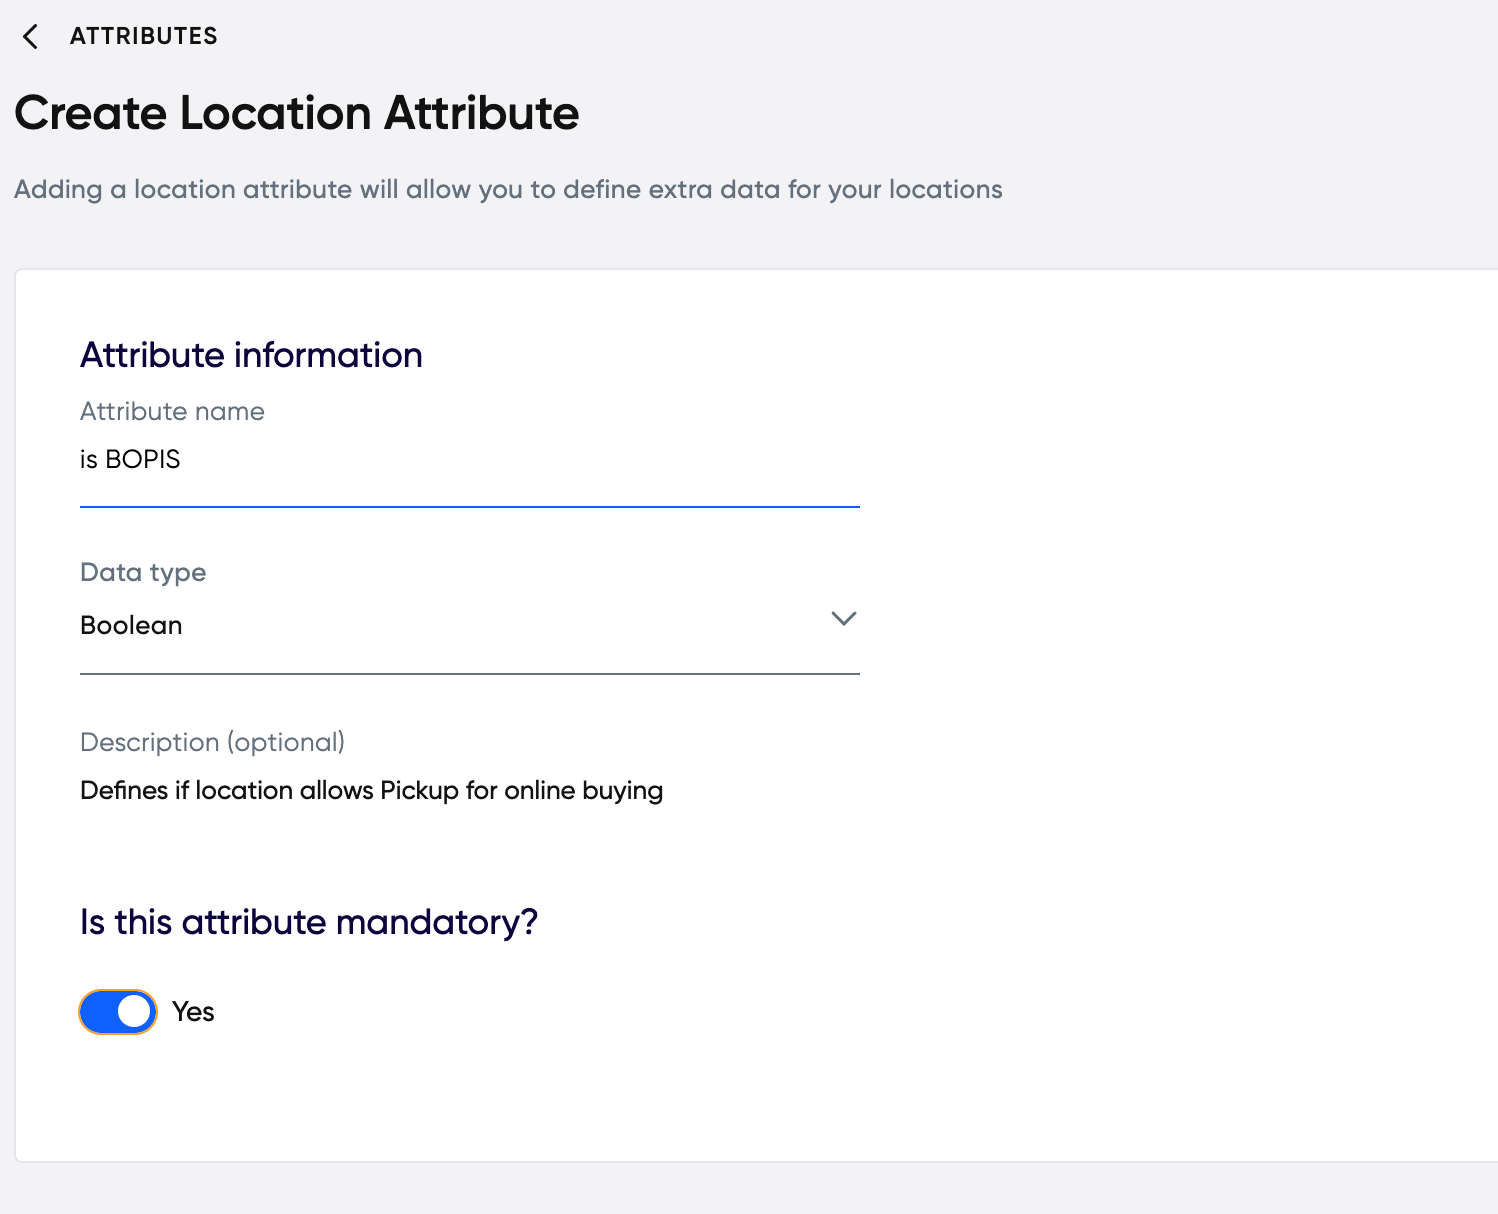 ATTRIBUTES
Create Location Attribute
Adding a location attribute will allow you to define extra data for your locations
Attribute information
Attribute name
is BOPIS
Data type
Boolean
Description (optional)
Defines if location allows Pickup for online buying
Is this attribute mandatory?
Yes